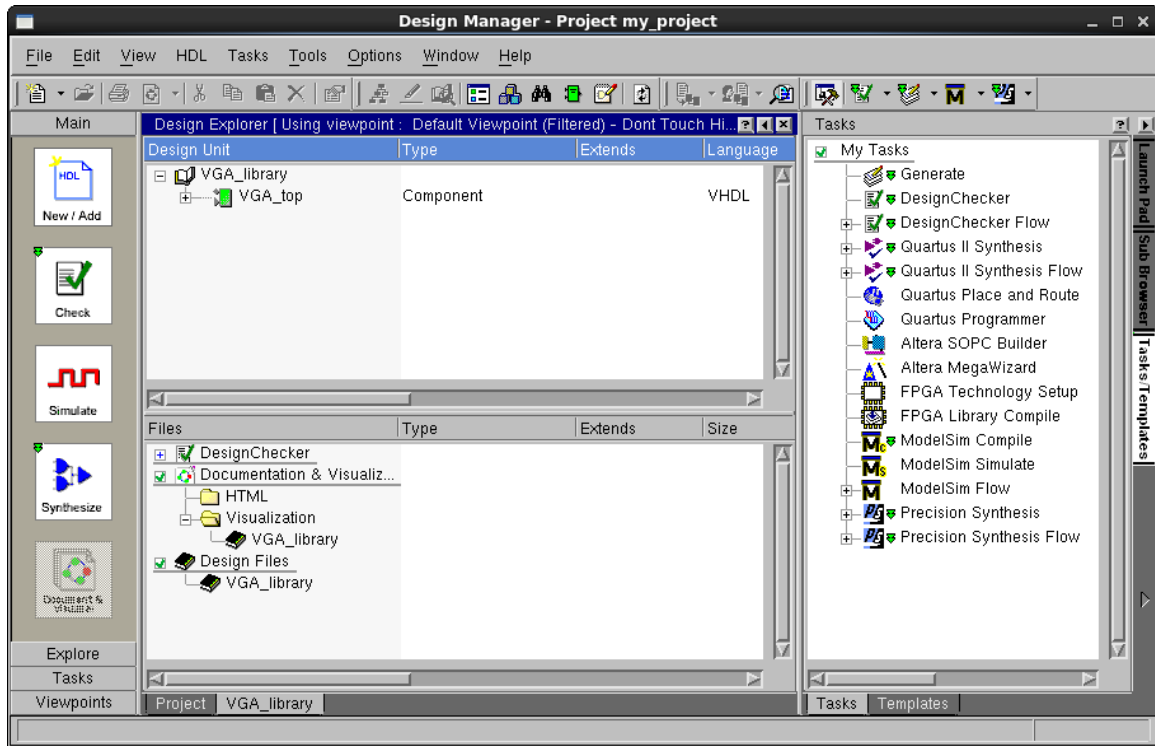 Design Manager - Project my_project
File Edit View HDL Tasks Tools Options Window Help
Main
HDL
New / Add
Check
Simulate
Synthesize
Document &
Explore
Tasks
Viewpoints
Design Explorer [ Using viewpoint : Default Viewpoint (Filtered) - Dont Touch Hi...
Design Unit Type Extends Language
VGA_library
VGA_top Component VHDL
Files Type Extends Size
DesignChecker
Documentation & Visualiz...
HTML
Visualization
VGA_library
Design Files
VGA_library
Project VGA_library
Tasks
My Tasks
Generate
DesignChecker
DesignChecker Flow
Quartus II Synthesis
Quartus II Synthesis Flow
Quartus Place and Route
Quartus Programmer
Altera SOPC Builder
Altera MegaWizard
FPGA Technology Setup
FPGA Library Compile
ModelSim Compile
ModelSim Simulate
ModelSim Flow
Precision Synthesis
Precision Synthesis Flow
Tasks Templates
Launch Pad
Sub Browser
Tasks/Templates